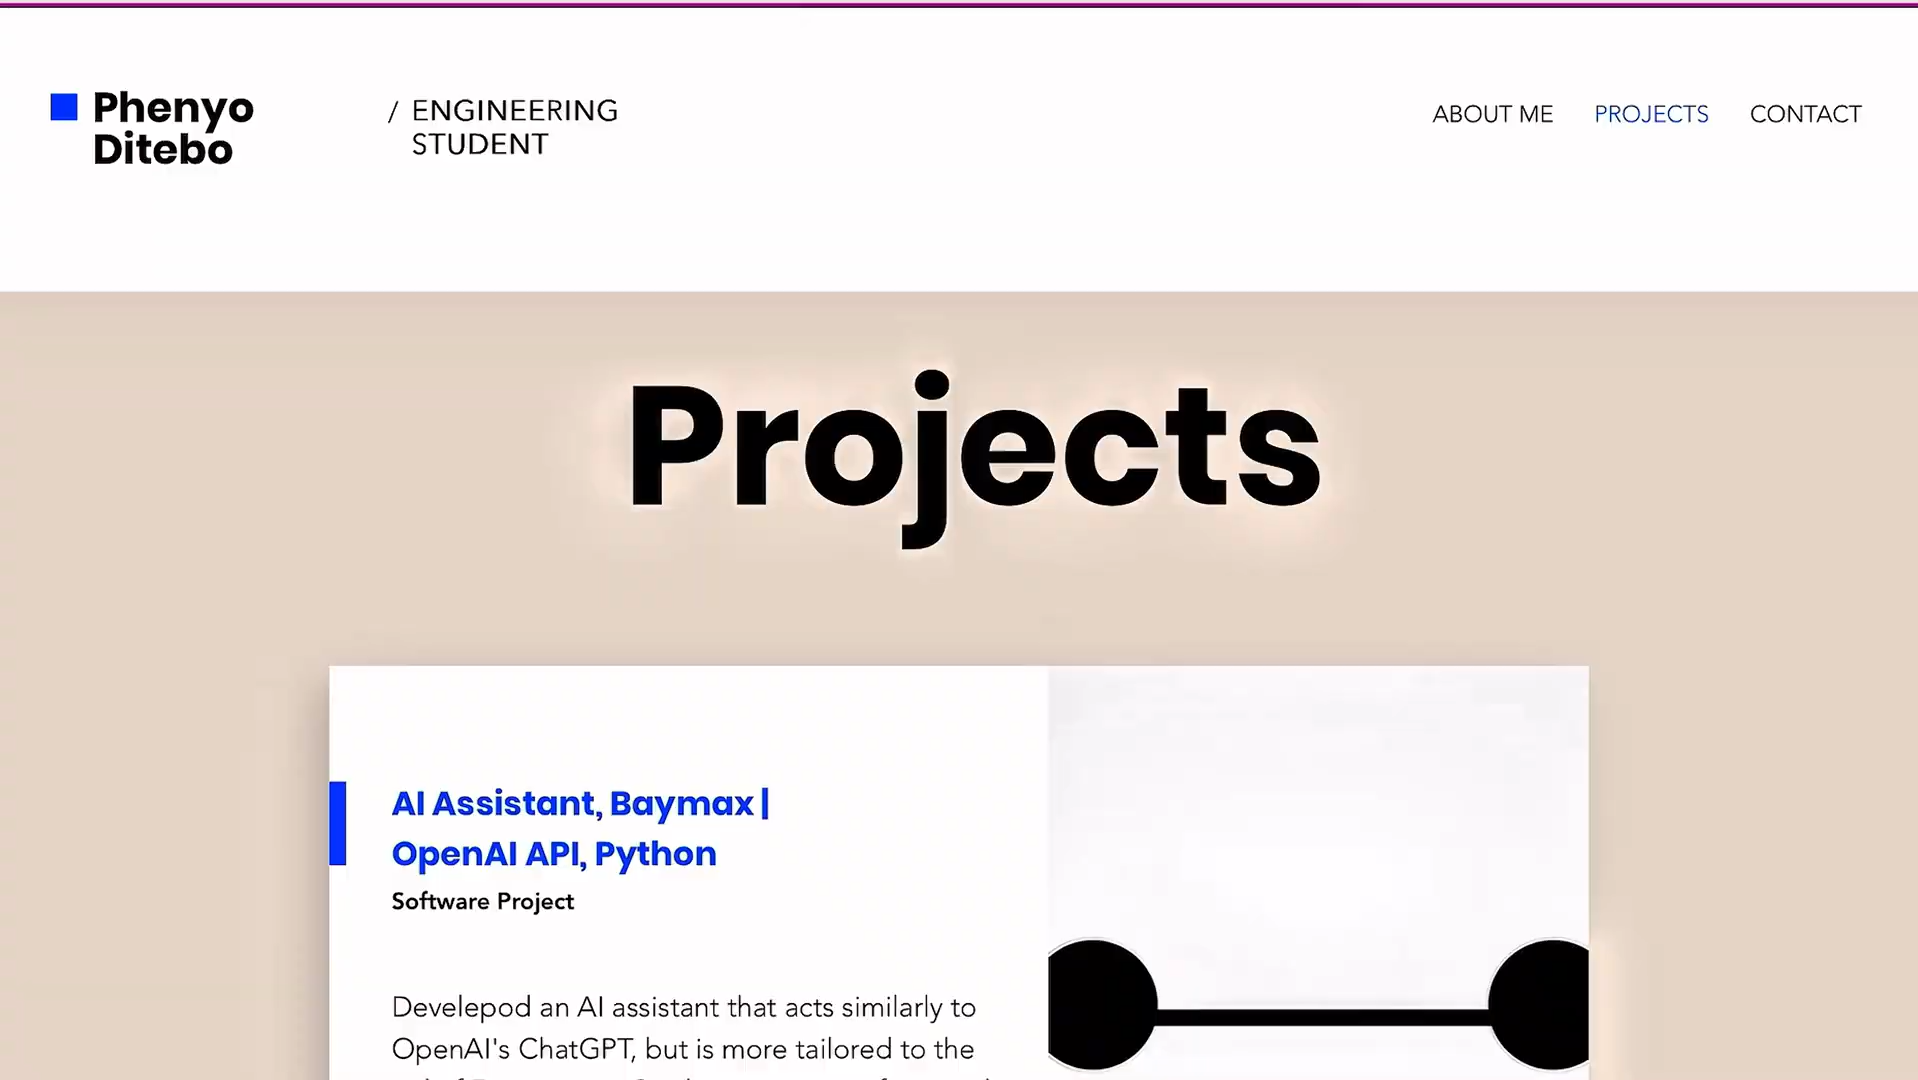 Phenyo
Ditebo
/ ENGINEERING
STUDENT
ABOUT ME PROJECTS CONTACT
Projects
AI Assistant, Baymax |
OpenAI API, Python
Software Project
Develepod an AI assistant that acts similarly to
OpenAI's ChatGPT, but is more tailored to the